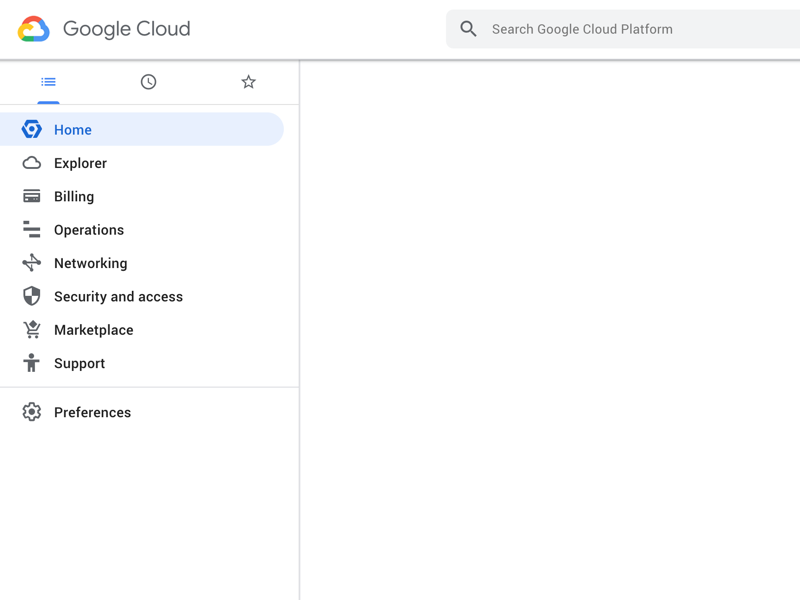 Google Cloud
Search Google Cloud Platform
Home
Explorer
Billing
Operations
Networking
Security and access
Marketplace
Support
Preferences